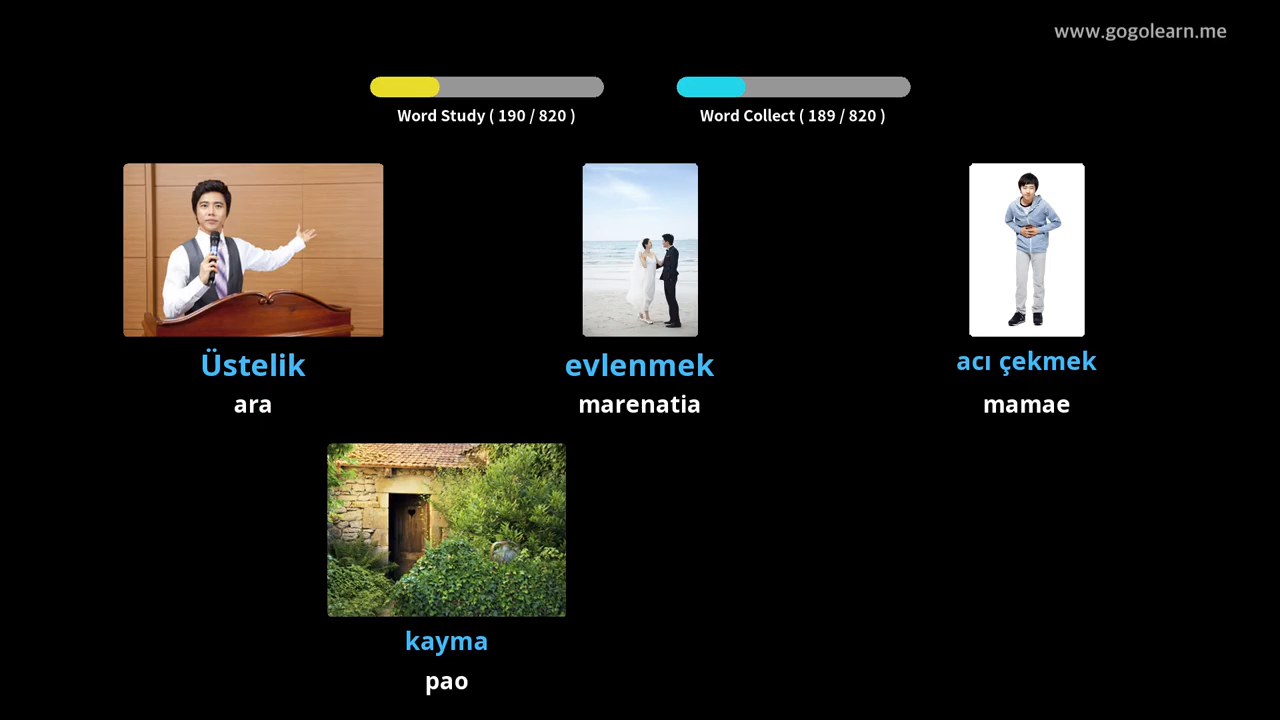 www.gogolearn.me
Word Study ( 190 / 820 )
Word Collect ( 189 / 820 )
Üstelik
ara
evlenmek
marenatia
acı çekmek
mamae
kayma
pao